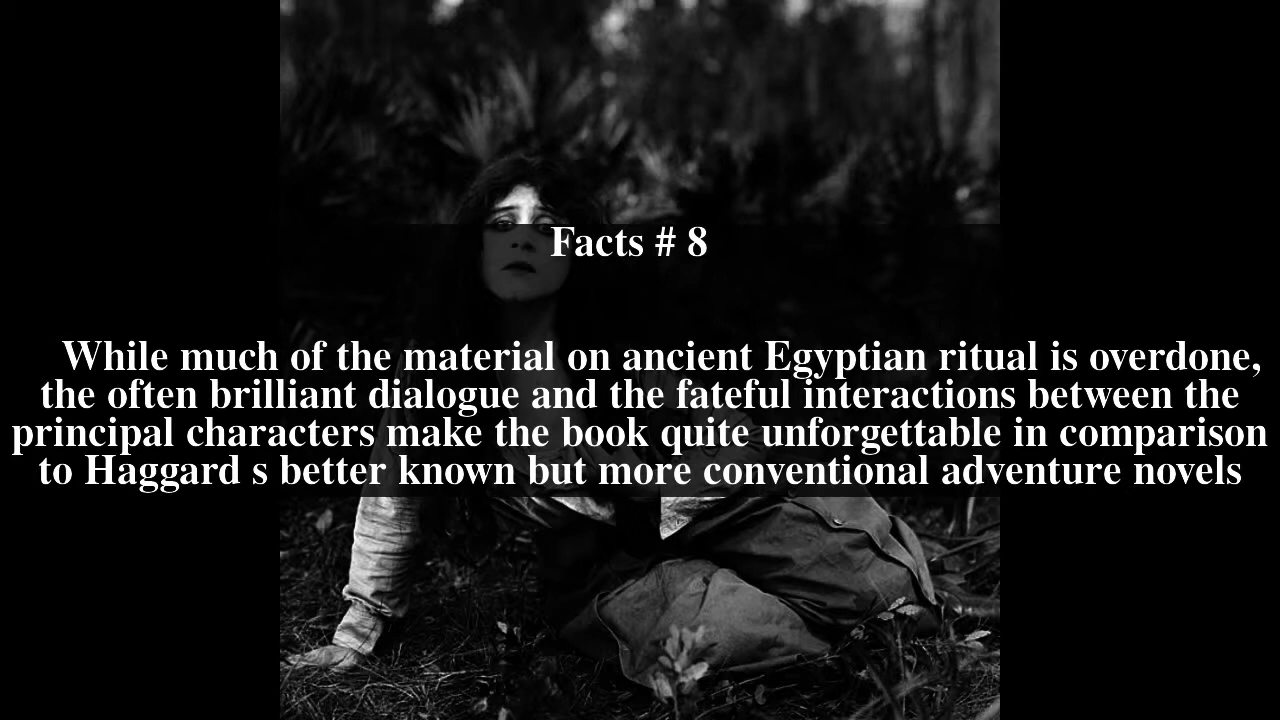 Facts # 8
While much of the material on ancient Egyptian ritual is overdone,
the often brilliant dialogue and the fateful interactions between the
principal characters make the book quite unforgettable in comparison
to Haggard s better known but more conventional adventure novels